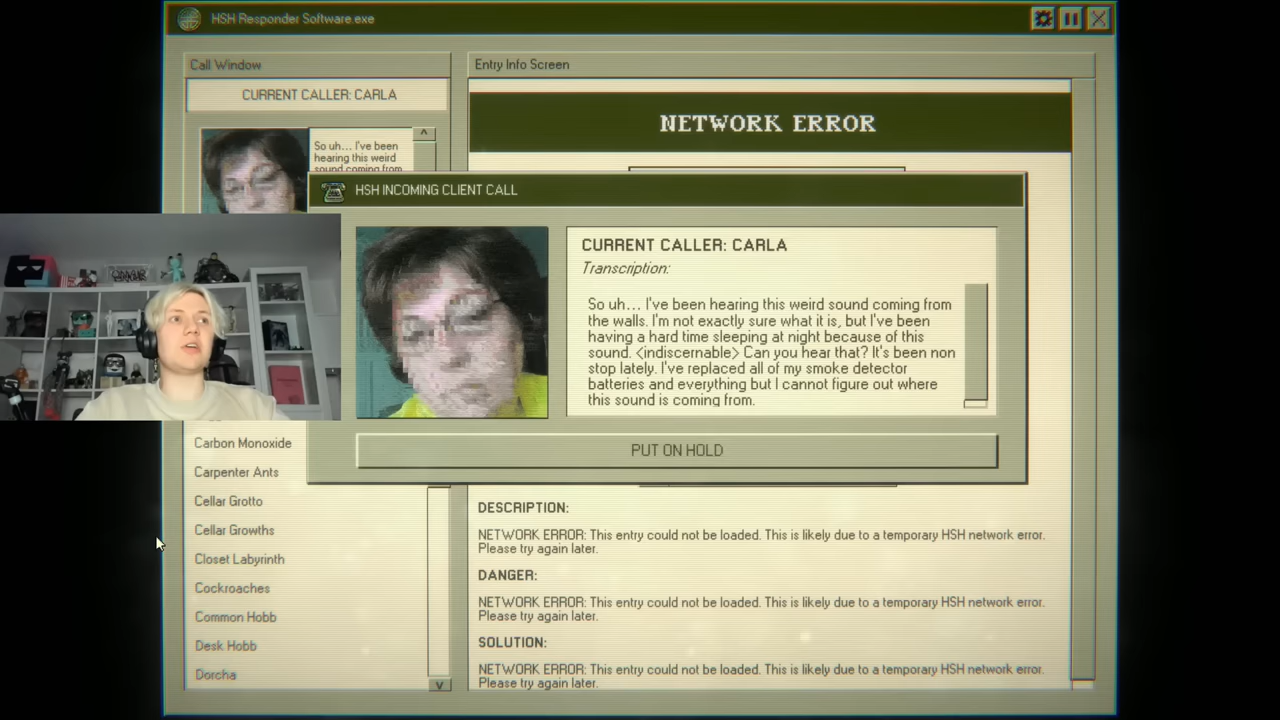 HSH Responder Software.exe
Call Window
CURRENT CALLER: CARLA
So uh... I've been
hearing this weird
sound coming from
Entry Info Screen
NETWORK ERROR
HSH INCOMING CLIENT CALL
CURRENT CALLER: CARLA
Transcription:
So uh... I've been hearing this weird sound coming from
the walls. I'm not exactly sure what it is, but I've been
having a hard time sleeping at night because of this
sound. <indiscernable> Can you hear that? It's been non
stop lately. I've replaced all of my smoke detector
batteries and everything but I cannot figure out where
this sound is coming from.
PUT ON HOLD
Carbon Monoxide
Carpenter Ants
Cellar Grotto
Cellar Growths
Closet Labyrinth
Cockroaches
Common Hobb
Desk Hobb
Dorcha
DESCRIPTION:
NETWORK ERROR: This entry could not be loaded. This is likely due to a temporary HSH network error.
Please try again later.
DANGER:
NETWORK ERROR: This entry could not be loaded. This is likely due to a temporary HSH network error.
Please try again later.
SOLUTION:
NETWORK ERROR: This entry could not be loaded. This is likely due to a temporary HSH network error.
Please try again later.